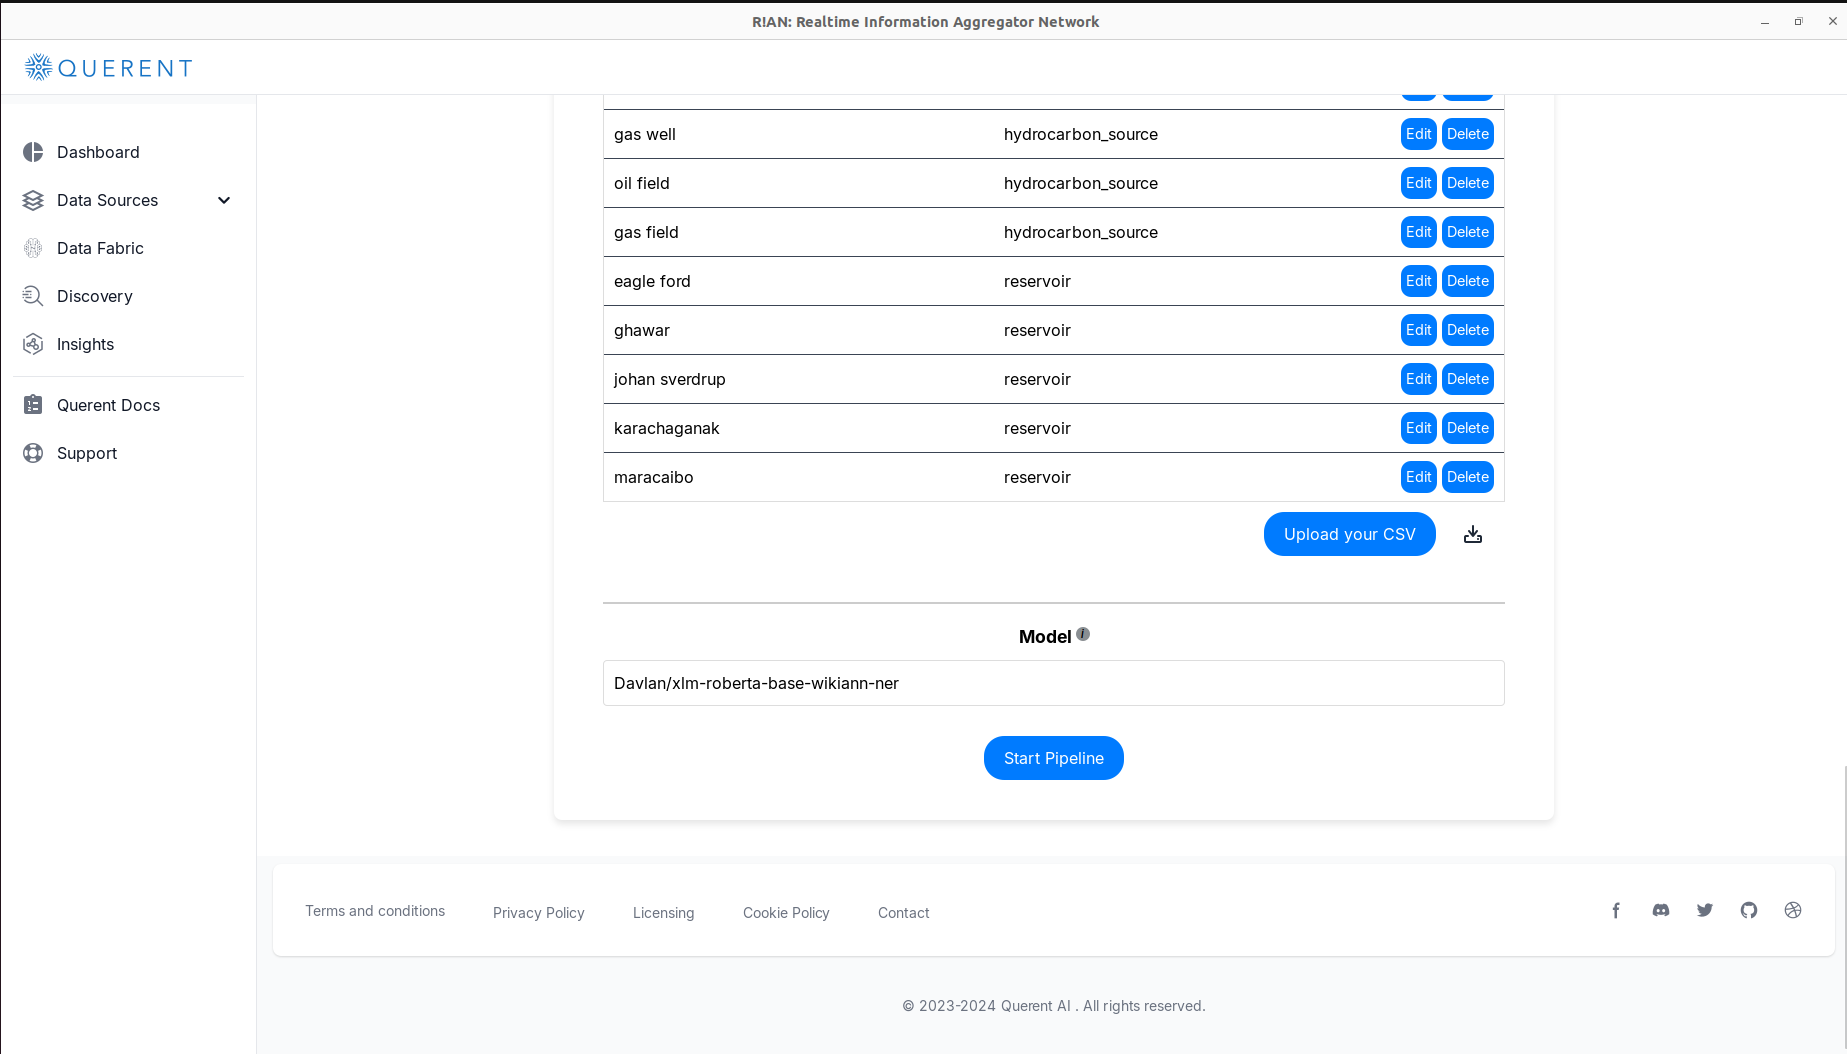 R!AN: Realtime Information Aggregator Network
QUERENT
Dashboard
Data Sources
Data Fabric
Discovery
Insights
Querent Docs
Support
gas well hydrocarbon_source Edit Delete
oil field hydrocarbon_source Edit Delete
gas field hydrocarbon_source Edit Delete
eagle ford reservoir Edit Delete
ghawar reservoir Edit Delete
johan sverdrup reservoir Edit Delete
karachaganak reservoir Edit Delete
maracaibo reservoir Edit Delete
Upload your CSV
Model i
Davlan/xlm-roberta-base-wikiann-ner
Start Pipeline
Terms and conditions Privacy Policy Licensing Cookie Policy Contact
© 2023-2024 Querent AI . All rights reserved.